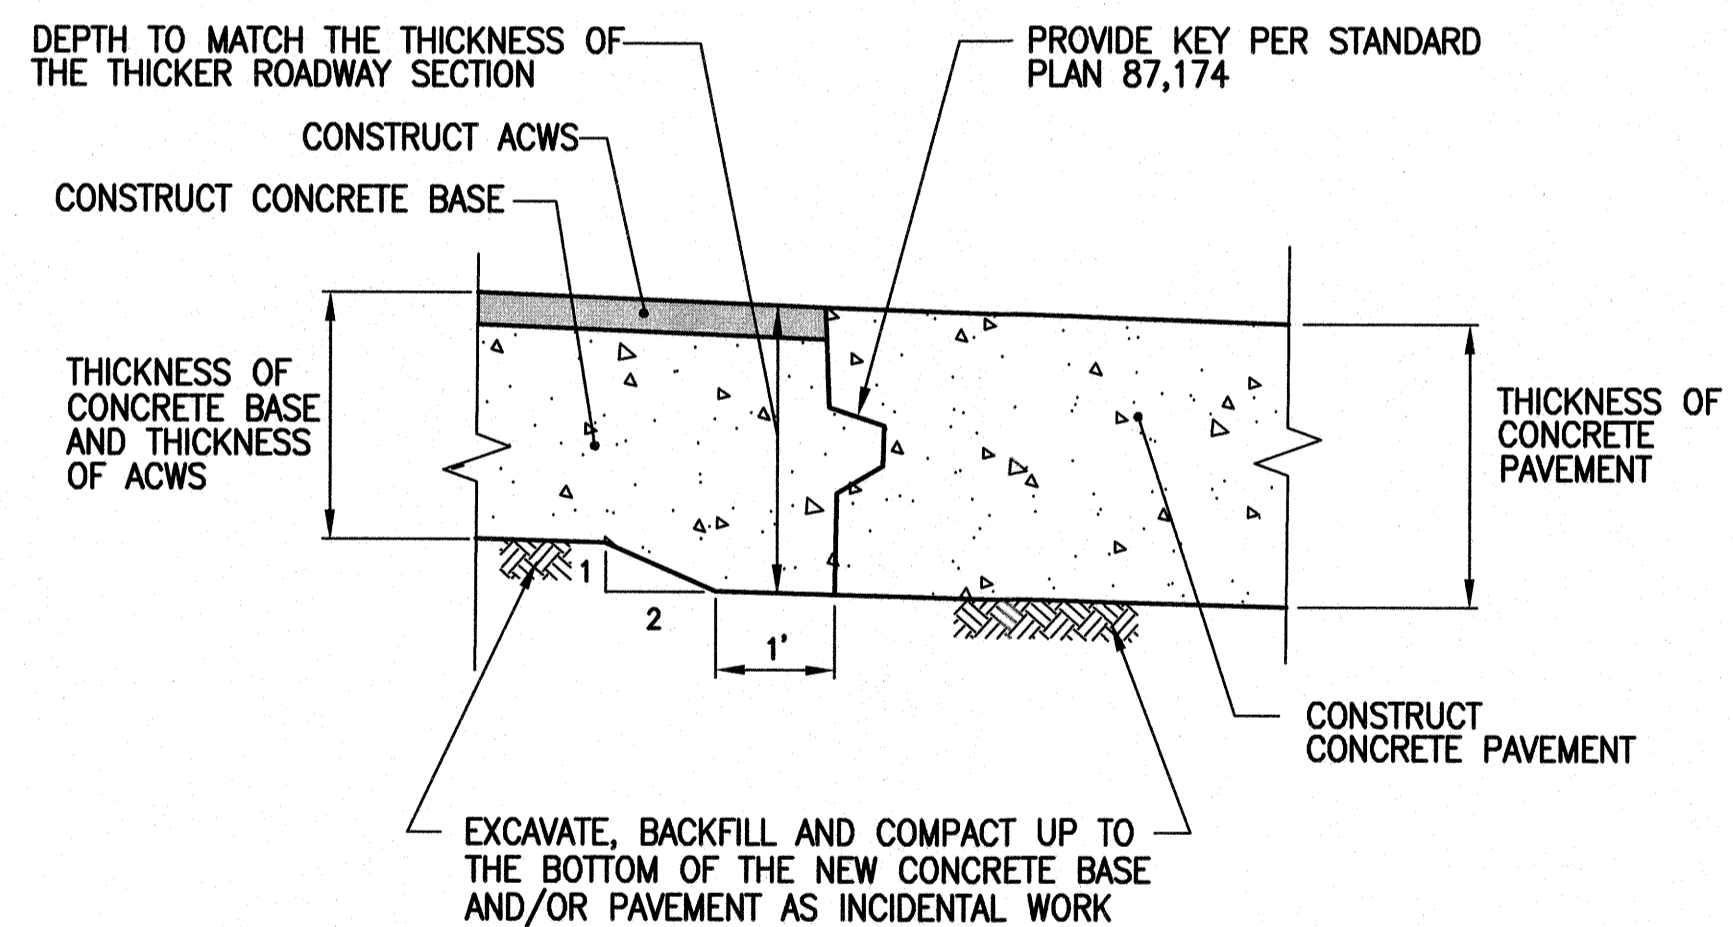 DEPTH TO MATCH THE THICKNESS OF
THE THICKER ROADWAY SECTION
PROVIDE KEY PER STANDARD
PLAN 87,174
CONSTRUCT ACWS
CONSTRUCT CONCRETE BASE
THICKNESS OF
CONCRETE BASE
AND THICKNESS
OF ACWS
THICKNESS OF
CONCRETE
PAVEMENT
1
2
1'
CONSTRUCT
CONCRETE PAVEMENT
EXCAVATE, BACKFILL AND COMPACT UP TO
THE BOTTOM OF THE NEW CONCRETE BASE
AND/OR PAVEMENT AS INCIDENTAL WORK